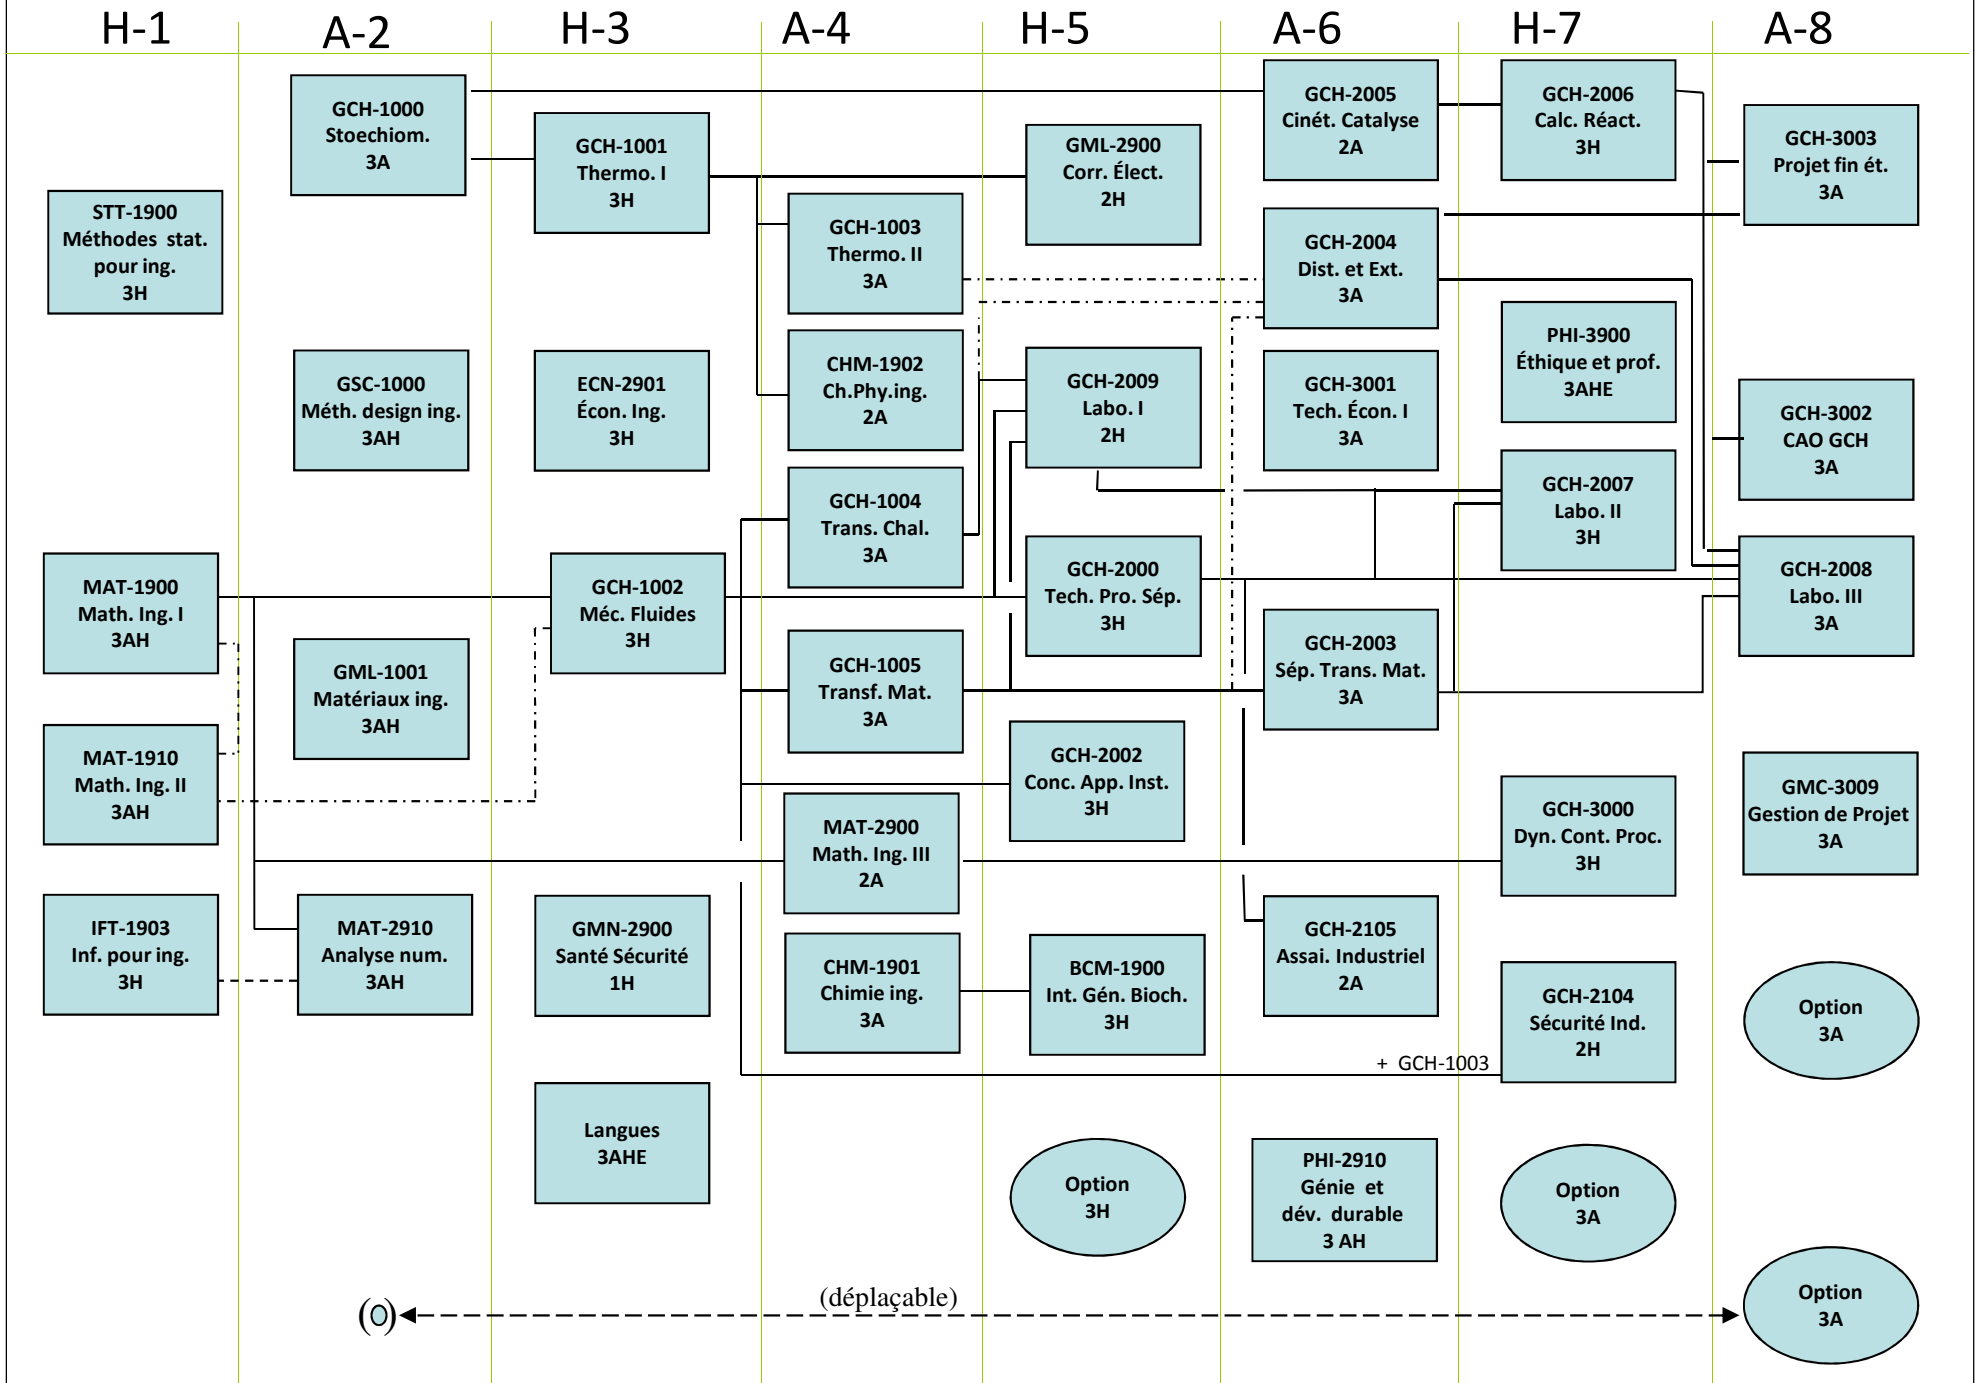 H-1
A-2
H-3
A-4
H-5
A-6
H-7
A-8
STT-1900
Méthodes stat.
pour ing.
3H
MAT-1900
Math. Ing. I
3AH
MAT-1910
Math. Ing. II
3AH
IFT-1903
Inf. pour ing.
3H
GCH-1000
Stoechiom.
3A
GSC-1000
Méth. design ing.
3AH
GML-1001
Matériaux ing.
3AH
MAT-2910
Analyse num.
3AH
GCH-1001
Thermo. I
3H
ECN-2901
Écon. Ing.
3H
GCH-1002
Méc. Fluides
3H
GMN-2900
Santé Sécurité
1H
Langues
3AHE
GCH-1003
Thermo. II
3A
CHM-1902
Ch.Phy.ing.
2A
GCH-1004
Trans. Chal.
3A
GCH-1005
Transf. Mat.
3A
MAT-2900
Math. Ing. III
2A
CHM-1901
Chimie ing.
3A
GML-2900
Corr. Élect.
2H
GCH-2009
Labo. I
2H
GCH-2000
Tech. Pro. Sép.
3H
GCH-2002
Conc. App. Inst.
3H
BCM-1900
Int. Gén. Bioch.
3H
Option
3H
GCH-2005
Cinét. Catalyse
2A
GCH-2004
Dist. et Ext.
3A
GCH-3001
Tech. Écon. I
3A
GCH-2003
Sép. Trans. Mat.
3A
GCH-2105
Assai. Industriel
2A
PHI-2910
Génie et
dév. durable
3 AH
GCH-2006
Calc. Réact.
3H
PHI-3900
Éthique et prof.
3AHE
GCH-2007
Labo. II
3H
GCH-3000
Dyn. Cont. Proc.
3H
GCH-2104
Sécurité Ind.
2H
+ GCH-1003
Option
3A
GCH-3003
Projet fin ét.
3A
GCH-3002
CAO GCH
3A
GCH-2008
Labo. III
3A
GMC-3009
Gestion de Projet
3A
Option
3A
Option
3A
( )
(déplaçable)